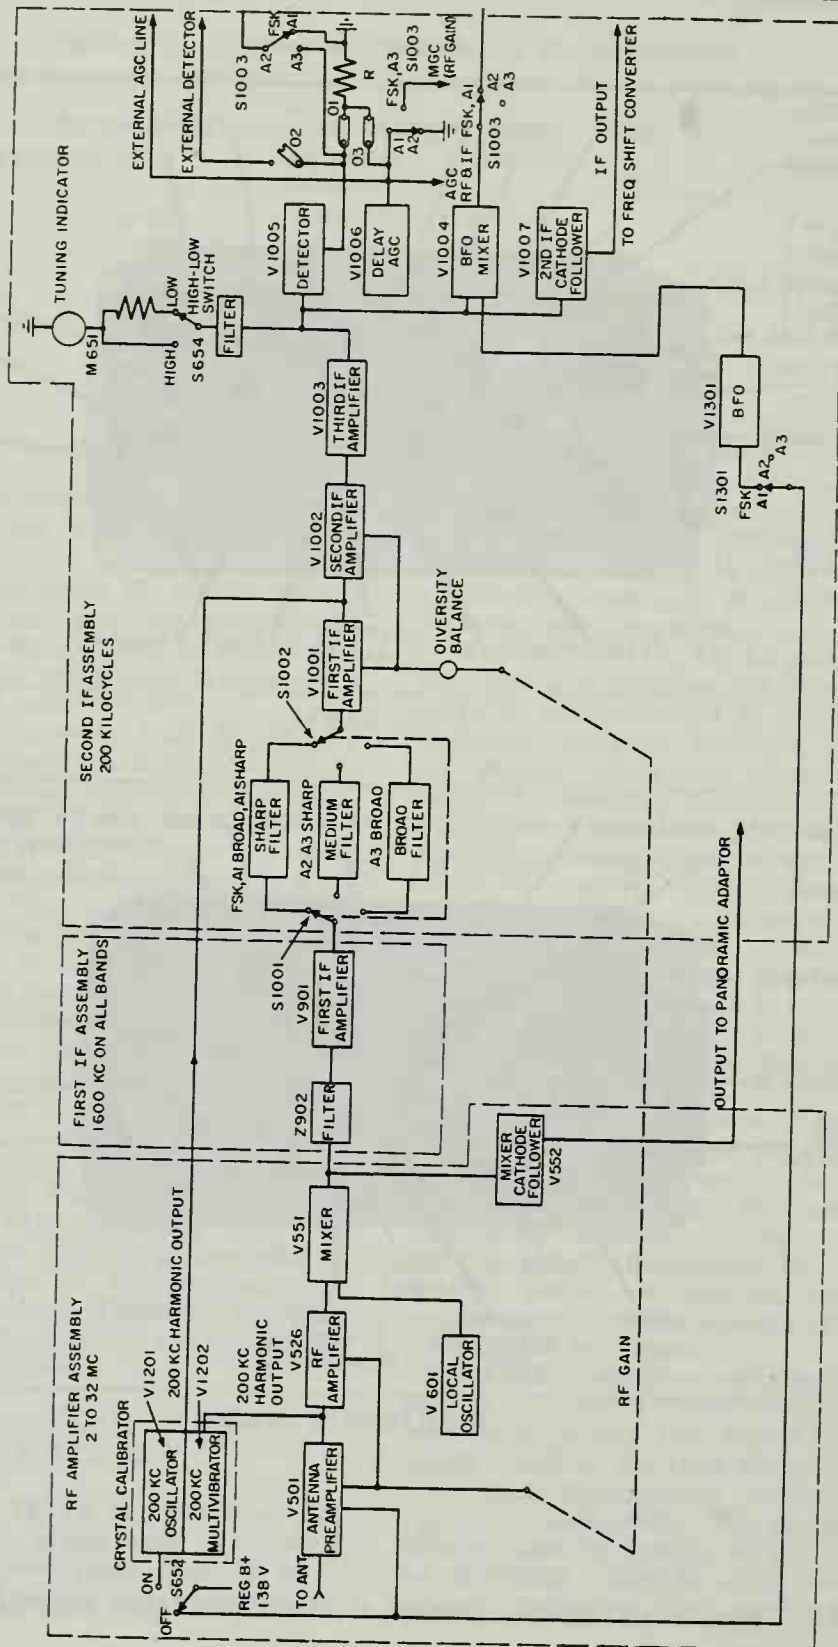 RF AMPLIFIER ASSEMBLY
2 TO 32 MC
CRYSTAL CALIBRATOR
V1201
200 KC
OSCILLATOR
200 KC
MULTIVIBRATOR
V1202
200 KC HARMONIC OUTPUT
ON
OFF
S652
REG B+
138 V
TO ANT
V501
ANTENNA
PREAMPLIFIER
200 KC
HARMONIC
OUTPUT
V526
RF
AMPLIFIER
V601
LOCAL
OSCILLATOR
V551
MIXER
MIXER
CATHODE
FOLLOWER
V552
OUTPUT TO PANORAMIC ADAPTOR
RF GAIN
FIRST IF ASSEMBLY
1600 KC ON ALL BANDS
Z902
FILTER
V901
FIRST IF
AMPLIFIER
SECOND IF ASSEMBLY
200 KILOCYCLES
S1001
FSK, A1 BROAD, A1 SHARP
SHARP
FILTER
A2 A3 SHARP
MEDIUM
FILTER
A3 BROAD
BROAD
FILTER
S1002
V1001
FIRST IF
AMPLIFIER
DIVERSITY
BALANCE
V1002
SECOND IF
AMPLIFIER
V1003
THIRD IF
AMPLIFIER
TUNING INDICATOR
M651
HIGH
LOW
HIGH-LOW
SWITCH
S654
FILTER
V1005
DETECTOR
V1006
DELAY
AGC
V1004
BFO
MIXER
V1007
2ND IF
CATHODE
FOLLOWER
EXTERNAL AGC LINE
EXTERNAL DETECTOR
S1003
A2
FSK
A1
A3
O2
O1
O3
R
A1
A2
FSK, A3
S1003
MGC
(RF GAIN)
AGC
RF & IF
FSK, A1
A2
A3
S1003
IF OUTPUT
TO FREQ SHIFT CONVERTER
V1301
BFO
S1301
FSK
A1
A2
A3